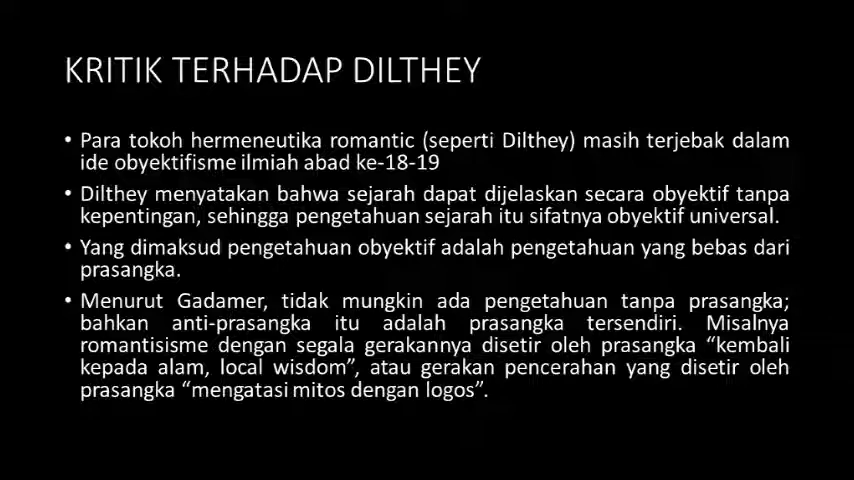 KRITIK TERHADAP DILTHEY
• Para tokoh hermeneutika romantic (seperti Dilthey) masih terjebak dalam
ide obyektifisme ilmiah abad ke-18-19
• Dilthey menyatakan bahwa sejarah dapat dijelaskan secara obyektif tanpa
kepentingan, sehingga pengetahuan sejarah itu sifatnya obyektif universal.
• Yang dimaksud pengetahuan obyektif adalah pengetahuan yang bebas dari
prasangka.
• Menurut Gadamer, tidak mungkin ada pengetahuan tanpa prasangka;
bahkan anti-prasangka itu adalah prasangka tersendiri. Misalnya
romantisisme dengan segala gerakannya disetir oleh prasangka “kembali
kepada alam, local wisdom”, atau gerakan pencerahan yang disetir oleh
prasangka “mengatasi mitos dengan logos”.